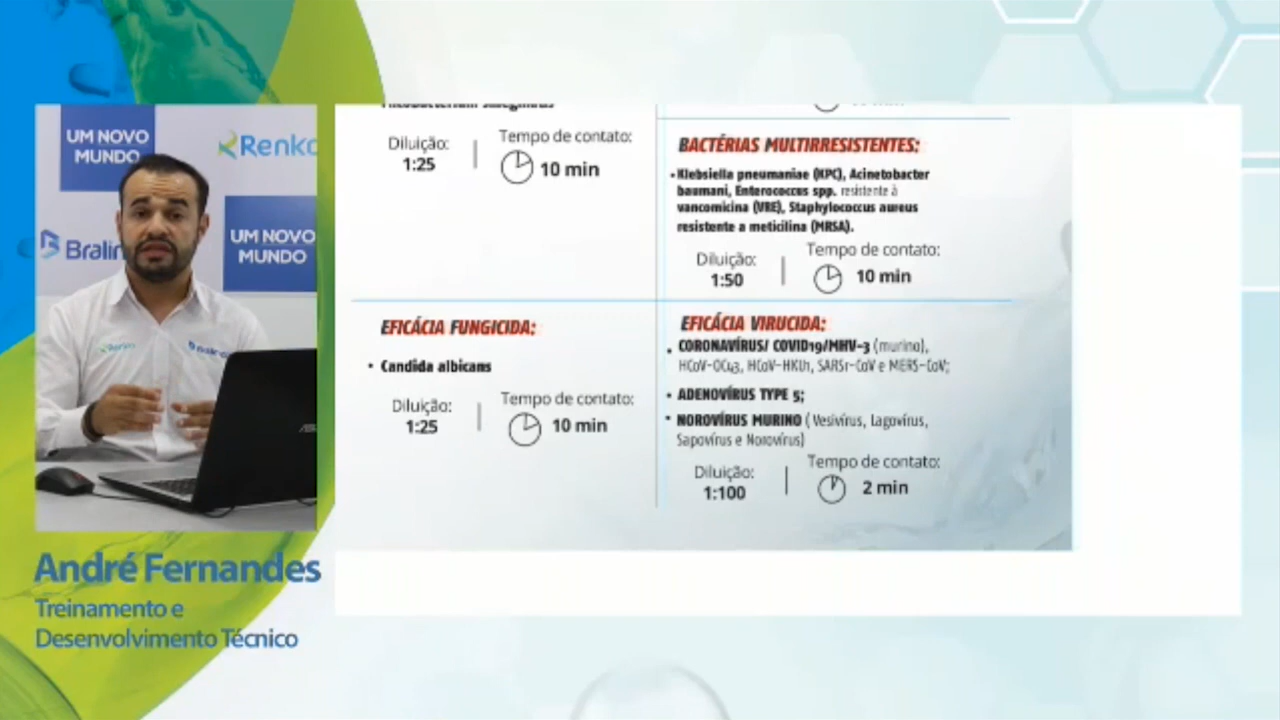 UM NOVO
MUNDO
Renko
Bralim
UM NOVO
MUNDO
Renko
André Fernandes
Treinamento e
Desenvolvimento Técnico
Diluição:
1:25
Tempo de contato:
10 min
BACTÉRIAS MULTIRRESISTENTES:
•Klebsiella pneumaniae (KPC), Acinetobacter
baumani, Enterococcus spp. resistente à
vancomicina (VRE), Staphylococcus aureus
resistente a meticilina (MRSA).
Diluição:
1:50
Tempo de contato:
10 min
EFICÁCIA FUNGICIDA:
• Candida albicans
Diluição:
1:25
Tempo de contato:
10 min
EFICÁCIA VIRUCIDA:
• CORONAVÍRUS/ COVID19/MHV-3 (murino),
HCoV-OC43, HCoV-HKU1, SARSr-CoV e MERS-CoV;
• ADENOVÍRUS TYPE 5;
• NOROVÍRUS MURINO ( Vesivírus, Lagovírus,
Sapovírus e Norovírus)
Diluição:
1:100
Tempo de contato:
2 min